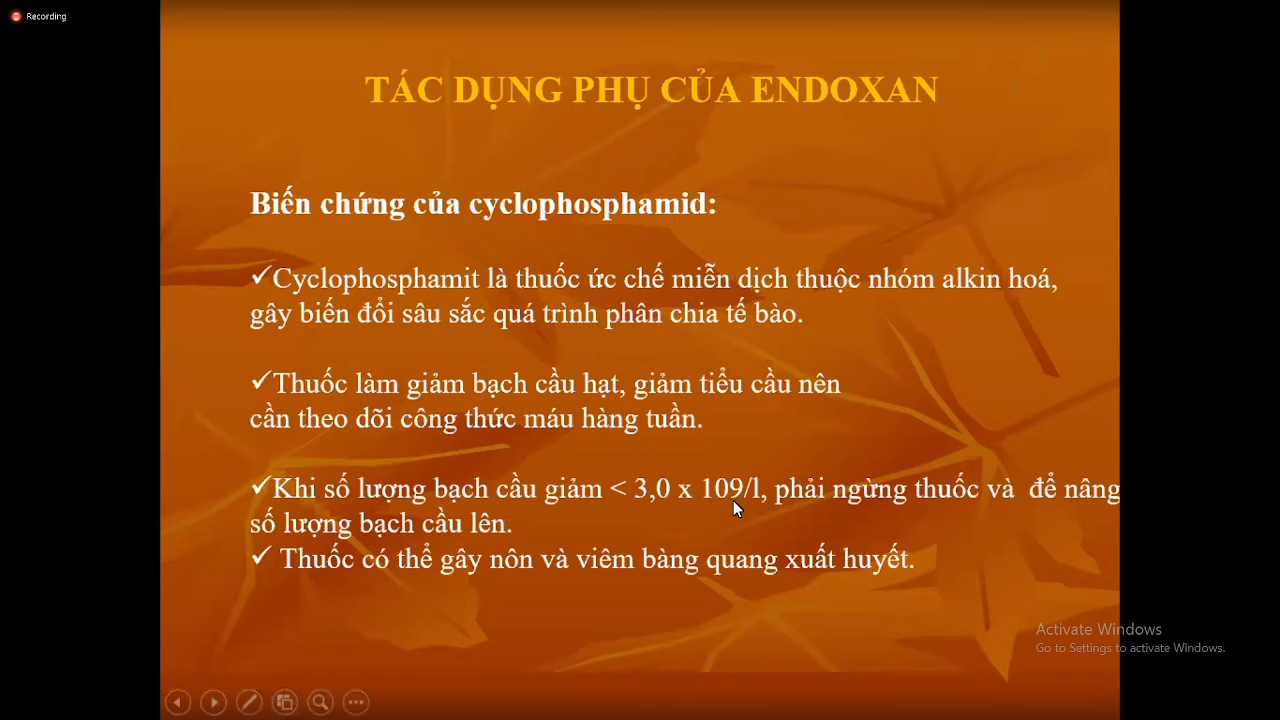 Recording
TÁC DỤNG PHỤ CỦA ENDOXAN
Biến chứng của cyclophosphamid:
✓Cyclophosphamit là thuốc ức chế miễn dịch thuộc nhóm alkin hoá,
gây biến đổi sâu sắc quá trình phân chia tế bào.
✓Thuốc làm giảm bạch cầu hạt, giảm tiểu cầu nên
cần theo dõi công thức máu hàng tuần.
✓Khi số lượng bạch cầu giảm < 3,0 x 109/l, phải ngừng thuốc và để nâng
số lượng bạch cầu lên.
✓ Thuốc có thể gây nôn và viêm bàng quang xuất huyết.
Activate Windows
Go to Settings to activate Windows.